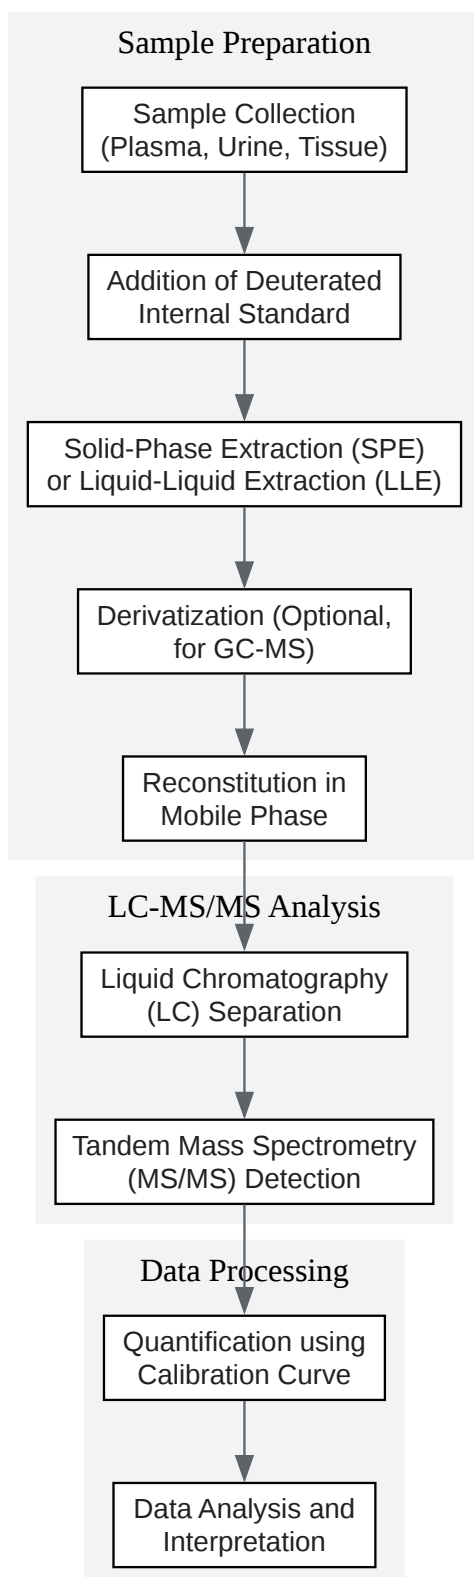 Sample Preparation
Sample Collection
(Plasma, Urine, Tissue)
Addition of Deuterated
Internal Standard
Solid-Phase Extraction (SPE)
or Liquid-Liquid Extraction (LLE)
Derivatization (Optional,
for GC-MS)
Reconstitution in
Mobile Phase
LC-MS/MS Analysis
Liquid Chromatography
(LC) Separation
Tandem Mass Spectrometry
(MS/MS) Detection
Data Processing
Quantification using
Calibration Curve
Data Analysis and
Interpretation